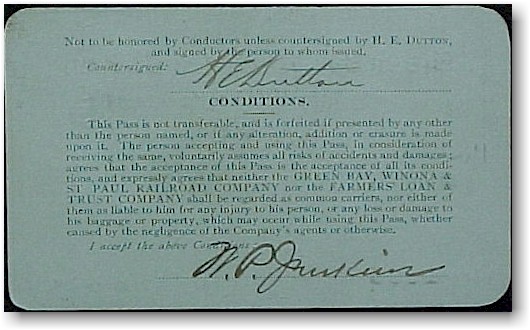 Not to be honored by Conductors unless countersigned by H. E. DUTTON,
and signed by the person to whom issued.
Countersigned: H E Dutton
CONDITIONS.
This Pass is not transferable, and is forfeited if presented by any other
than the person named, or if any alteration, addition or erasure is made
upon it. The person accepting and using this Pass, in consideration of
receiving the same, voluntarily assumes all risks of accidents and damages;
agrees that the acceptance of this Pass is the acceptance of all its condi-
tions, and expressly agrees that neither the GREEN BAY, WINONA &
ST PAUL RAILROAD COMPANY nor the FARMERS' LOAN &
TRUST COMPANY shall be regarded as common carriers, nor either of
them as liable to him for any injury to his person, or any loss or damage to
his baggage or property, which may occur while using this Pass, whether
caused by the negligence of the Company's agents or otherwise.
I accept the above Conditions:
W. P. Junkins